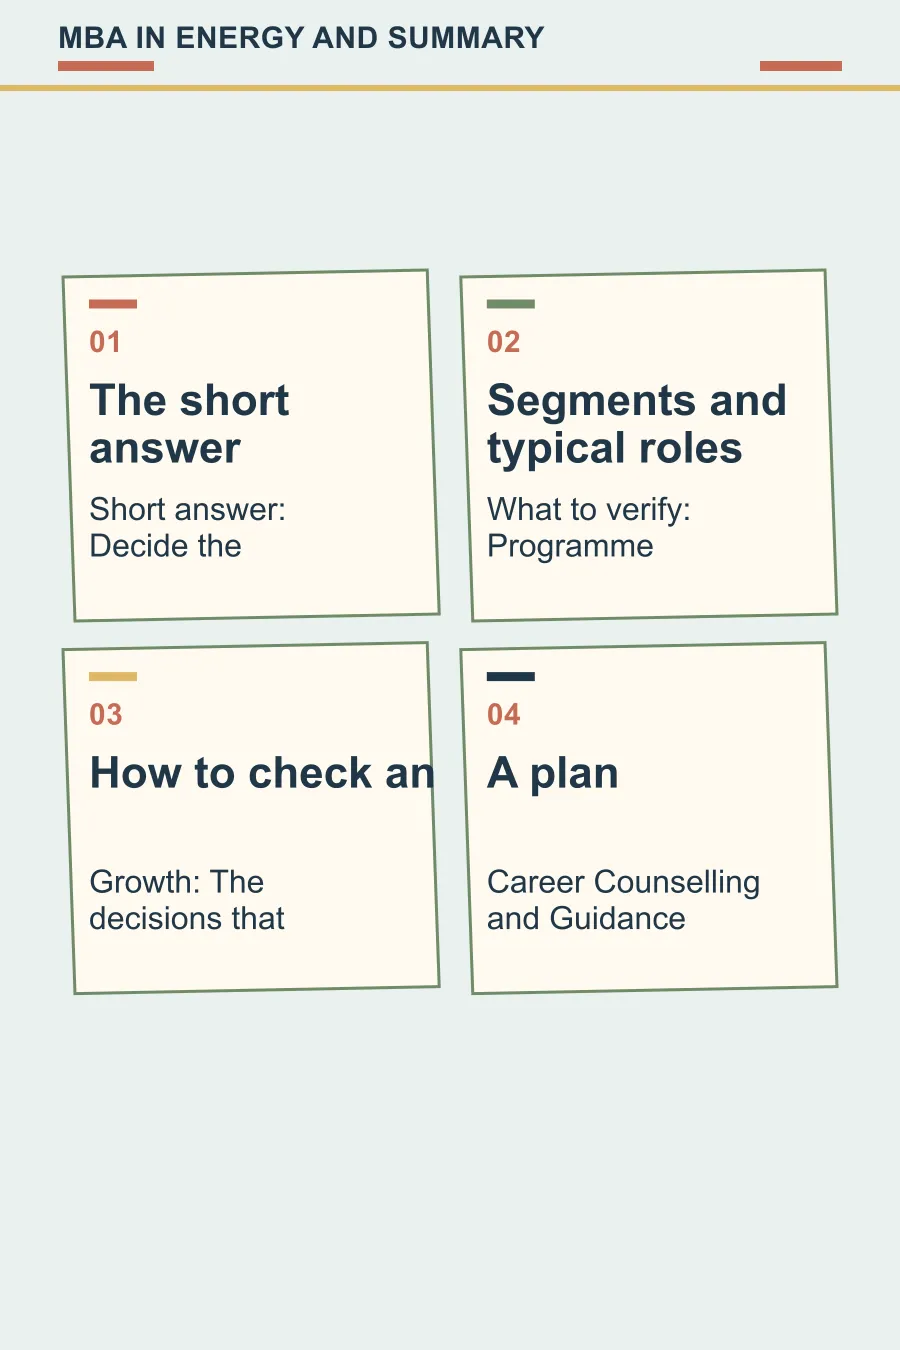 MBA IN ENERGY AND SUMMARY
01
The short
answer
Short answer:
Decide the
02
Segments and
typical roles
What to verify:
Programme
03
How to check an
Growth: The
decisions that
04
A plan
Career Counselling
and Guidance